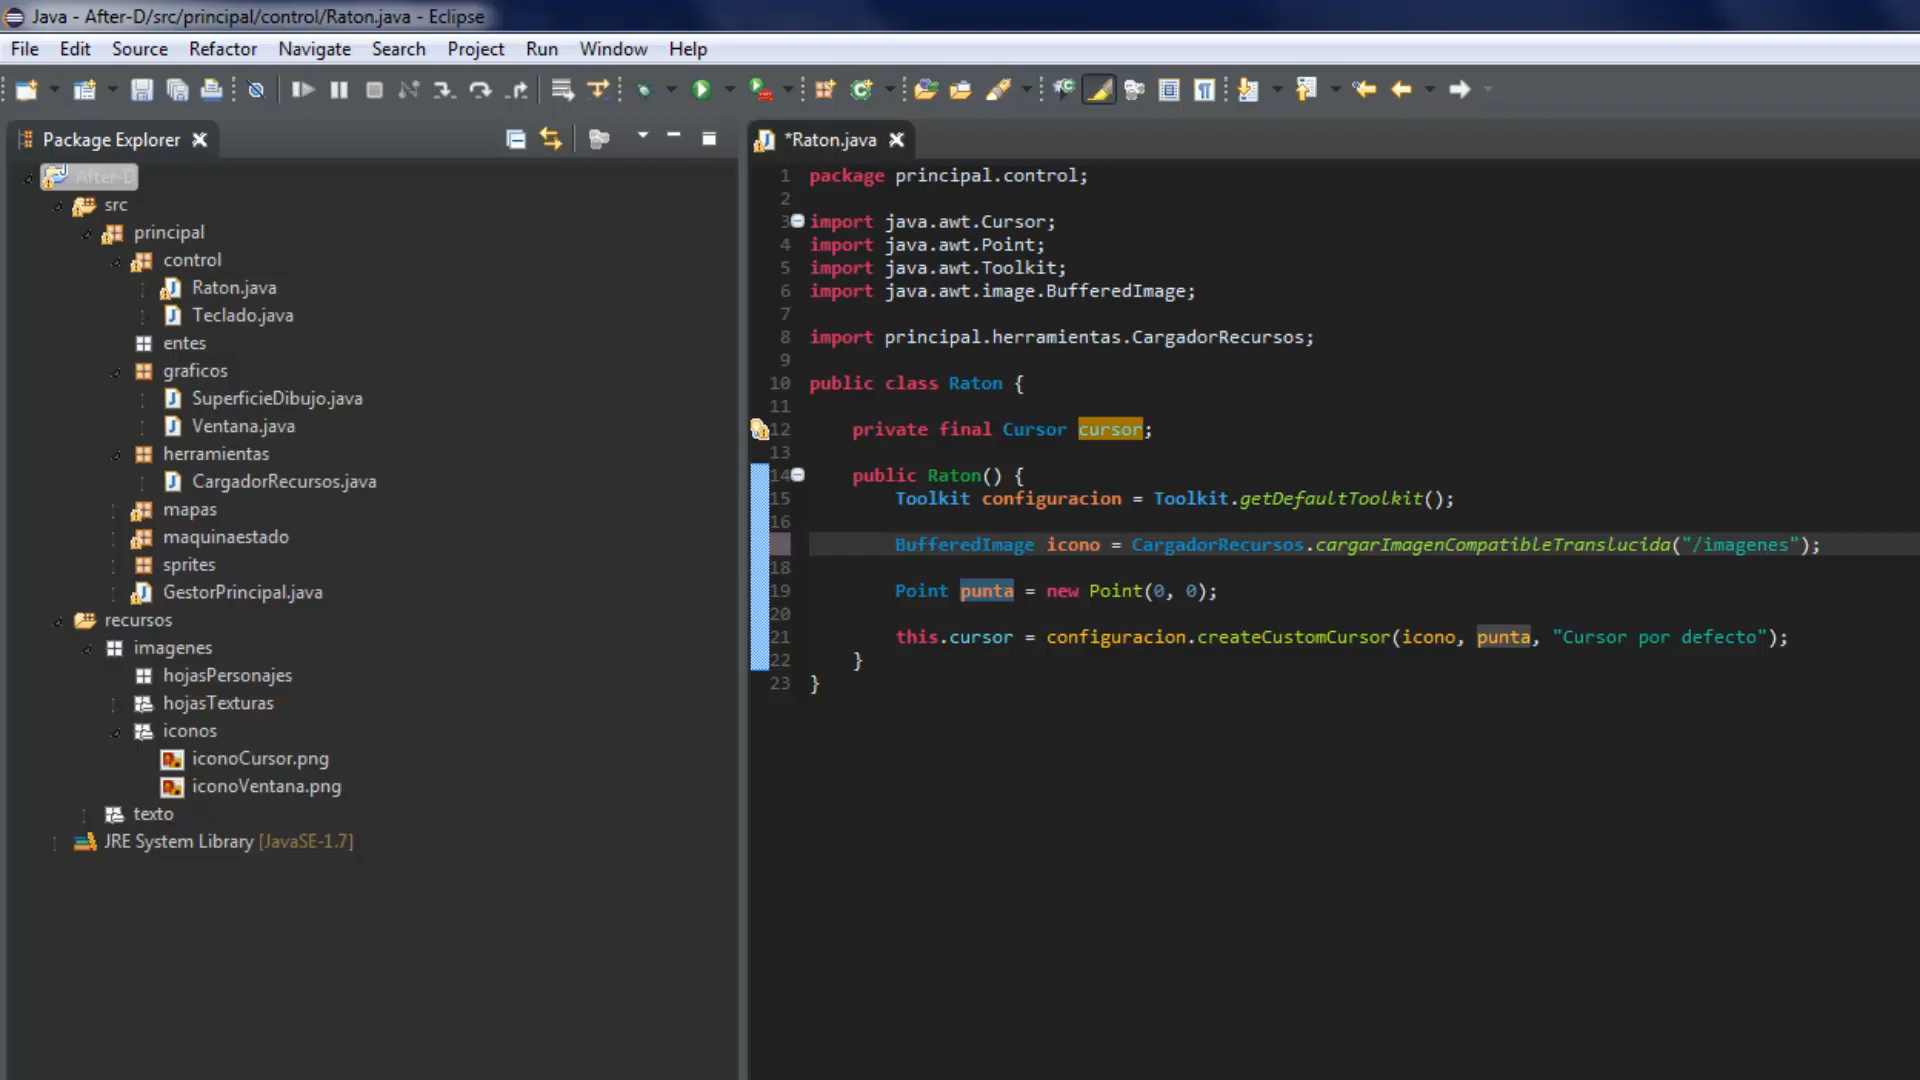 Java - After-D/src/principal/control/Raton.java - Eclipse
File Edit Source Refactor Navigate Search Project Run Window Help
Package Explorer
After-D
src
principal
control
Raton.java
Teclado.java
entes
graficos
SuperficieDibujo.java
Ventana.java
herramientas
CargadorRecursos.java
mapas
maquinaestado
sprites
GestorPrincipal.java
recursos
imagenes
hojasPersonajes
hojasTexturas
iconos
iconoCursor.png
iconoVentana.png
texto
JRE System Library [JavaSE-1.7]
*Raton.java
1 package principal.control;
2
3 import java.awt.Cursor;
4 import java.awt.Point;
5 import java.awt.Toolkit;
6 import java.awt.image.BufferedImage;
7
8 import principal.herramientas.CargadorRecursos;
9
10 public class Raton {
11
12 private final Cursor cursor;
13
14 public Raton() {
15 Toolkit configuracion = Toolkit.getDefaultToolkit();
16
BufferedImage icono = CargadorRecursos.cargarImagenCompatibleTranslucida("/imagenes");
18
19 Point punta = new Point(0, 0);
20
21 this.cursor = configuracion.createCustomCursor(icono, punta, "Cursor por defecto");
22 }
23 }